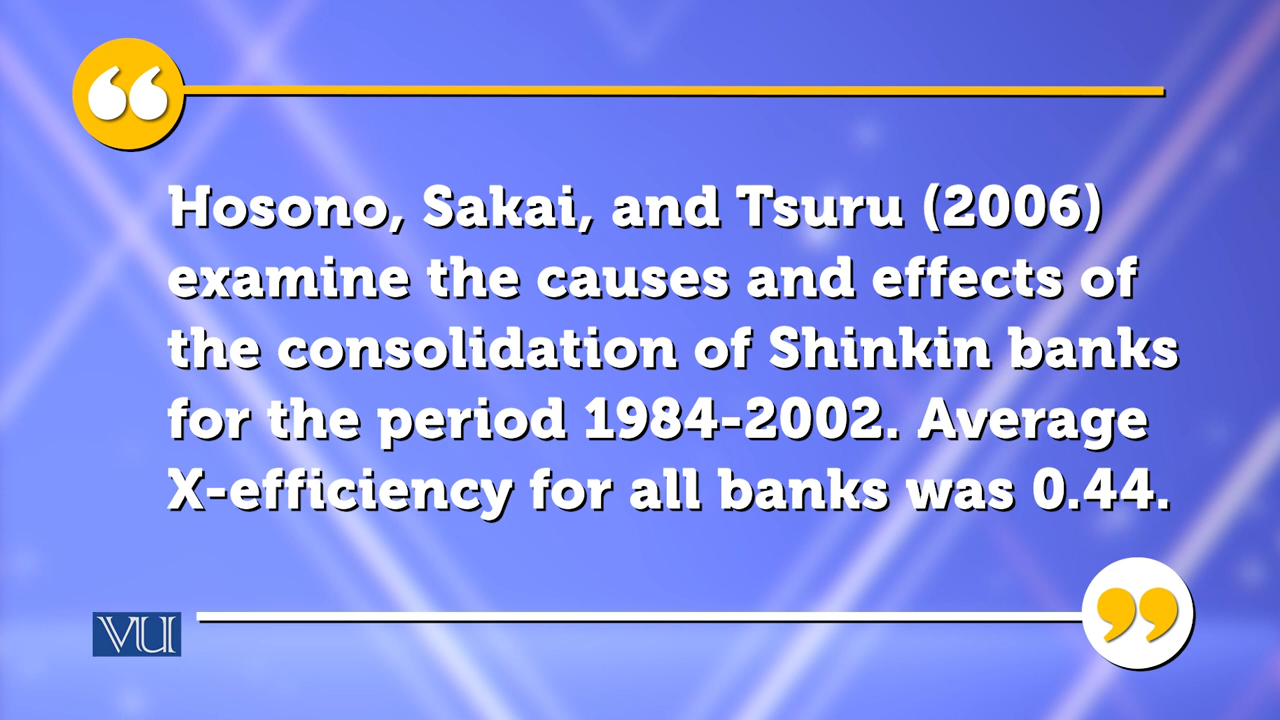 Hosono, Sakai, and Tsuru (2006)
examine the causes and effects of
the consolidation of Shinkin banks
for the period 1984-2002. Average
X-efficiency for all banks was 0.44.
VU